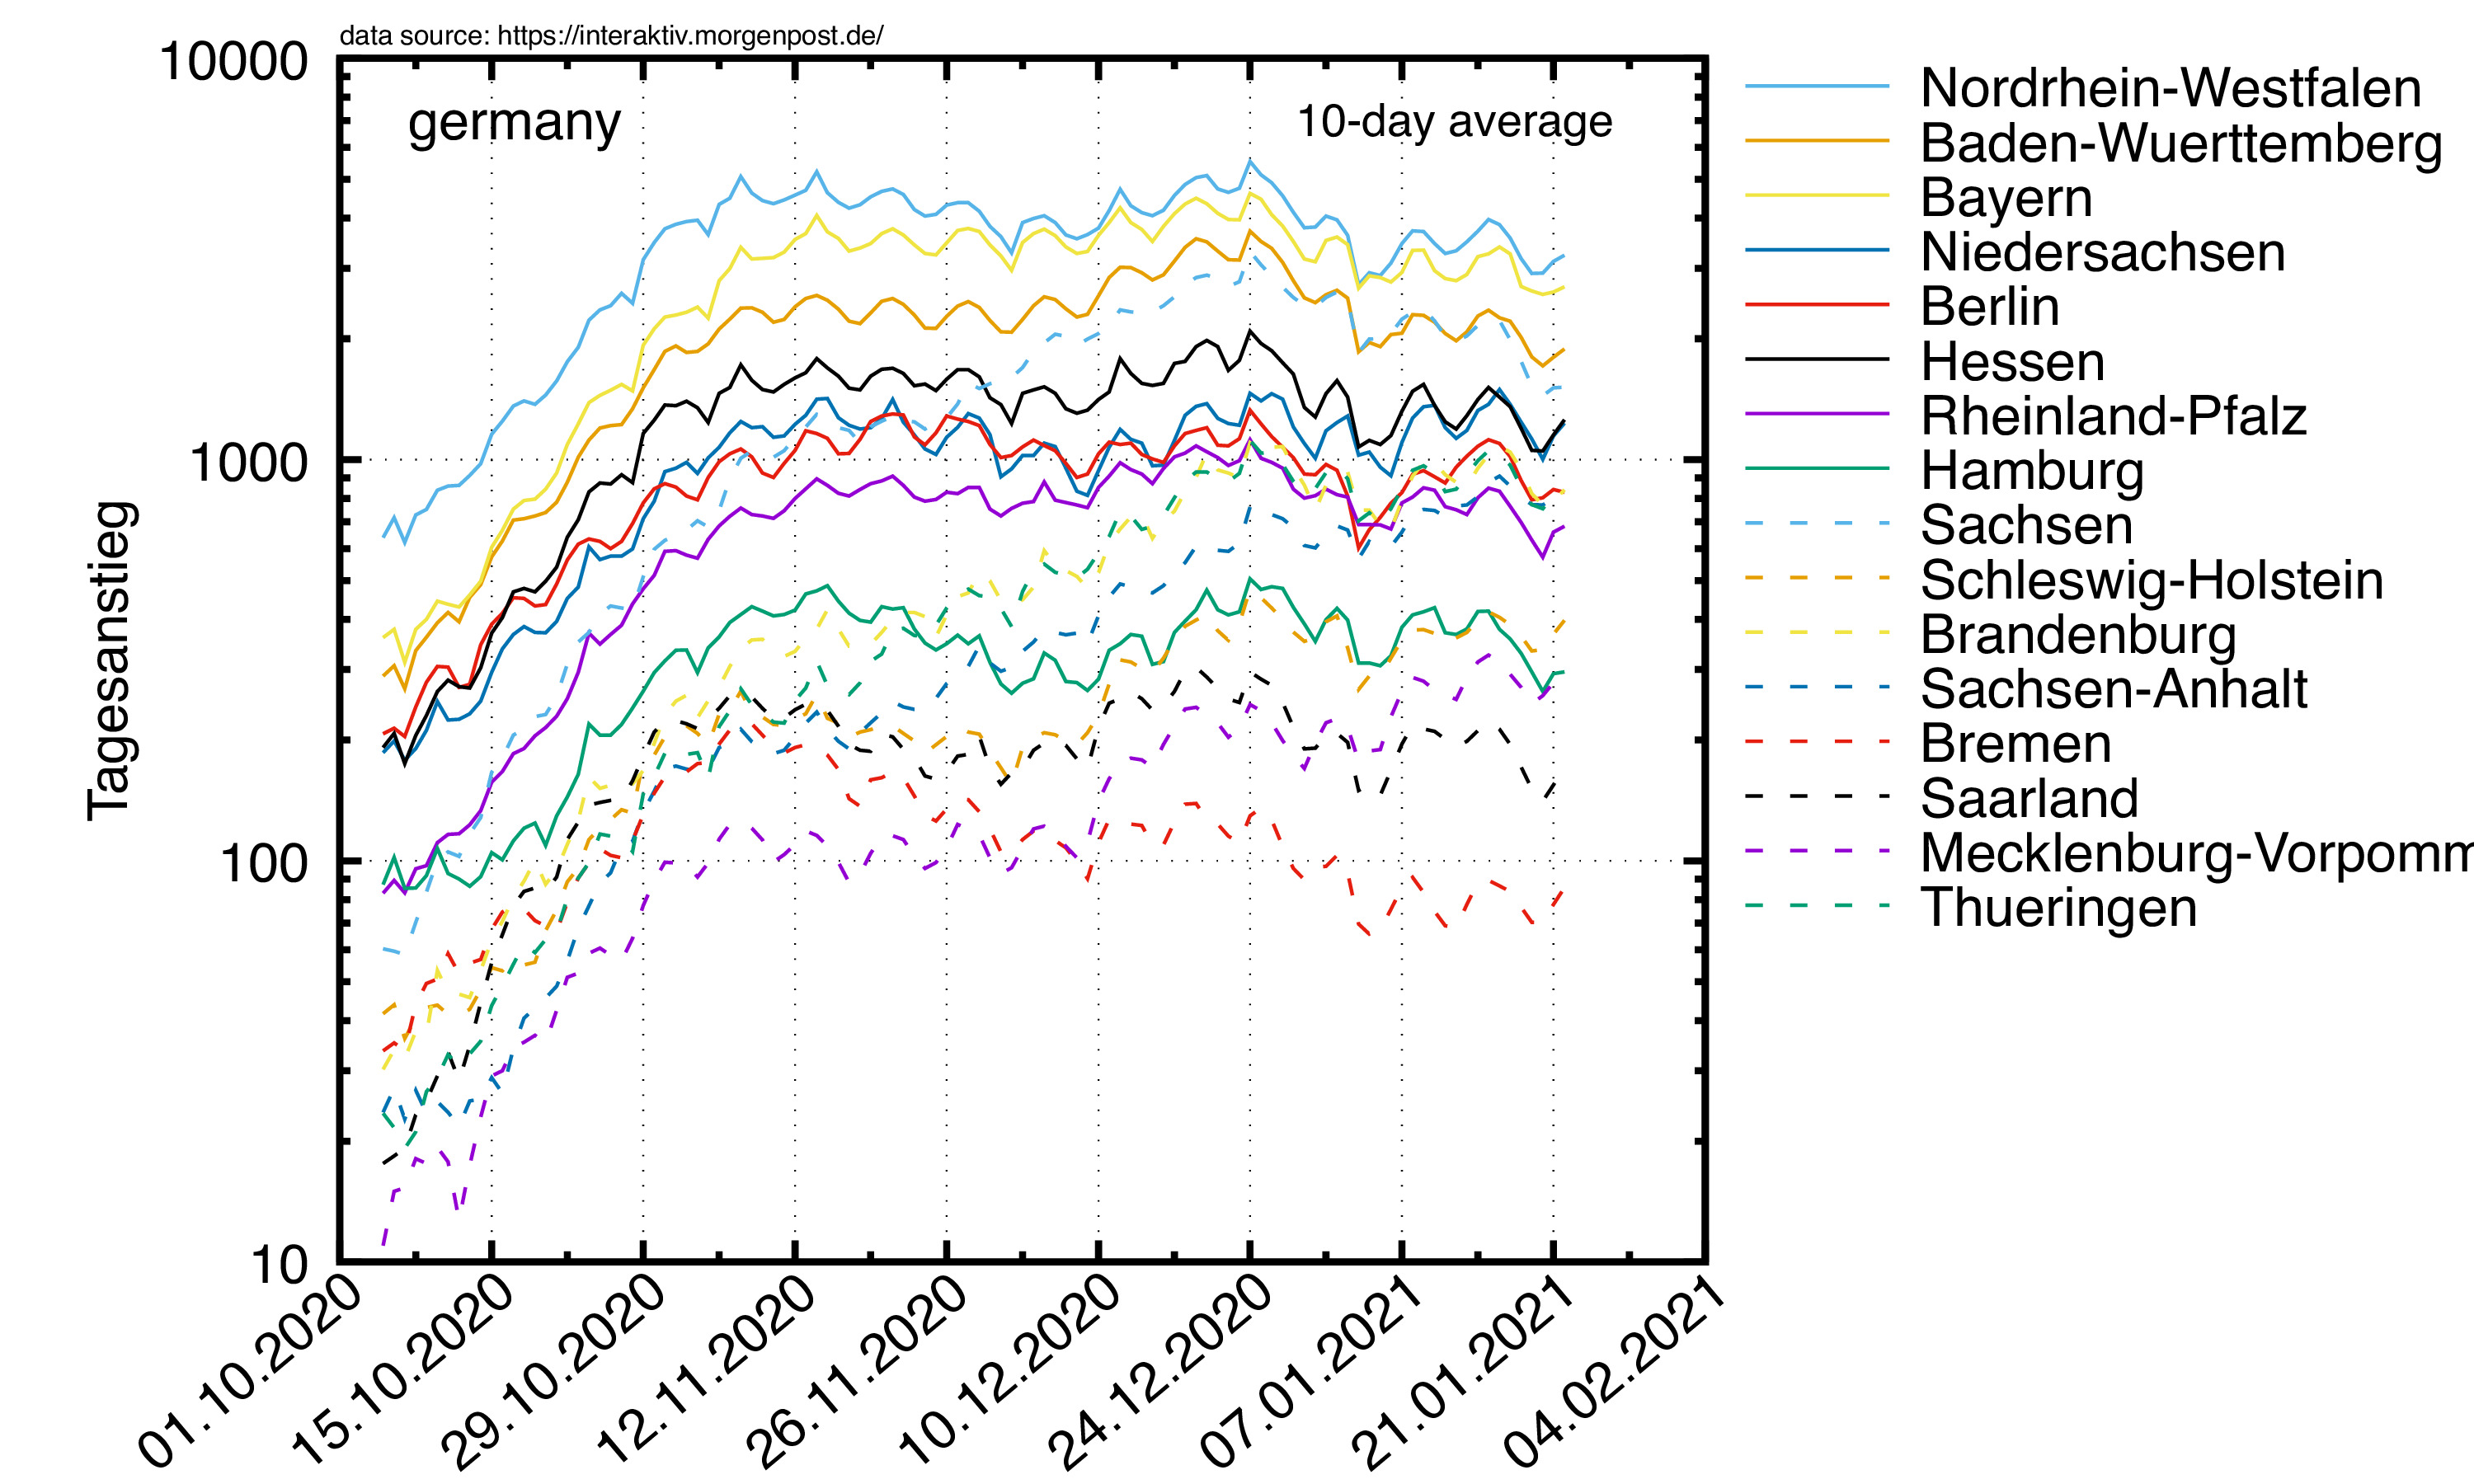 data source: https://interaktiv.morgenpost.de/
10000
1000
100
10
Tagesanstieg
germany
10-day average
01.10.2020
15.10.2020
29.10.2020
12.11.2020
26.11.2020
10.12.2020
24.12.2020
07.01.2021
21.01.2021
04.02.2021
Nordrhein-Westfalen
Baden-Wuerttemberg
Bayern
Niedersachsen
Berlin
Hessen
Rheinland-Pfalz
Hamburg
Sachsen
Schleswig-Holstein
Brandenburg
Sachsen-Anhalt
Bremen
Saarland
Mecklenburg-Vorpomm
Thueringen